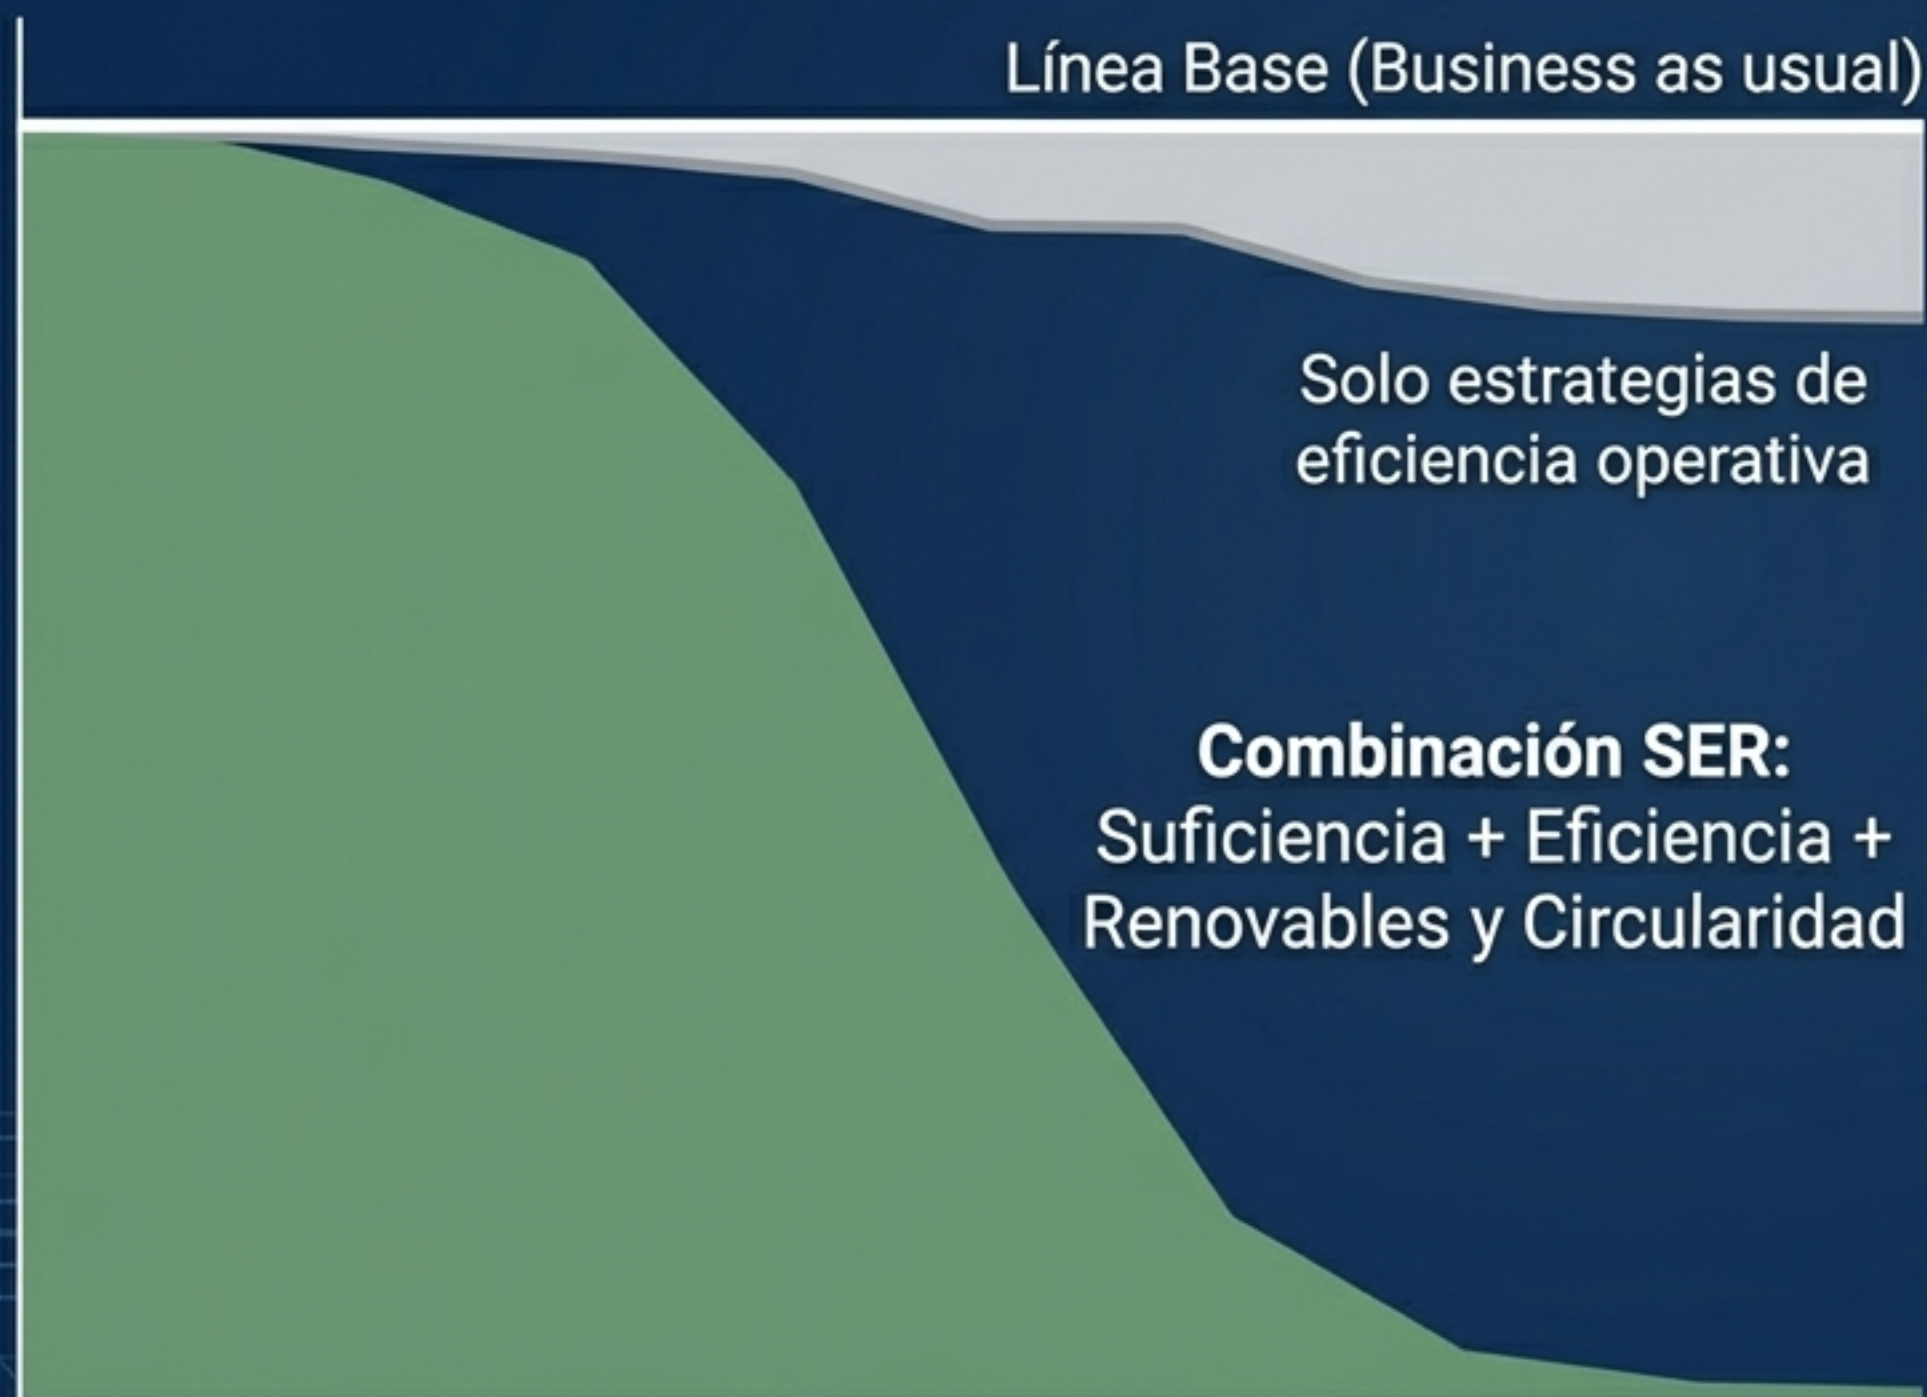 Línea Base (Business as usual)
Solo estrategias de
eficiencia operativa
Combinación SER:
Suficiencia + Eficiencia +
Renovables y Circularidad